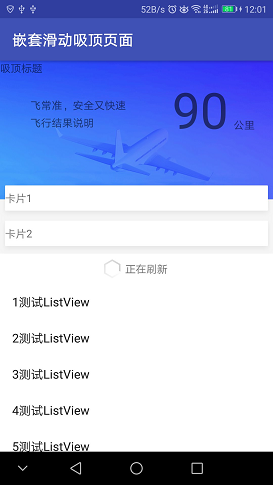 52B/s 12:01
嵌套滑动吸顶页面
吸顶标题
飞常准，安全又快速
飞行结果说明
90 公里
卡片1
卡片2
正在刷新
1测试ListView
2测试ListView
3测试ListView
4测试ListView
5测试ListView